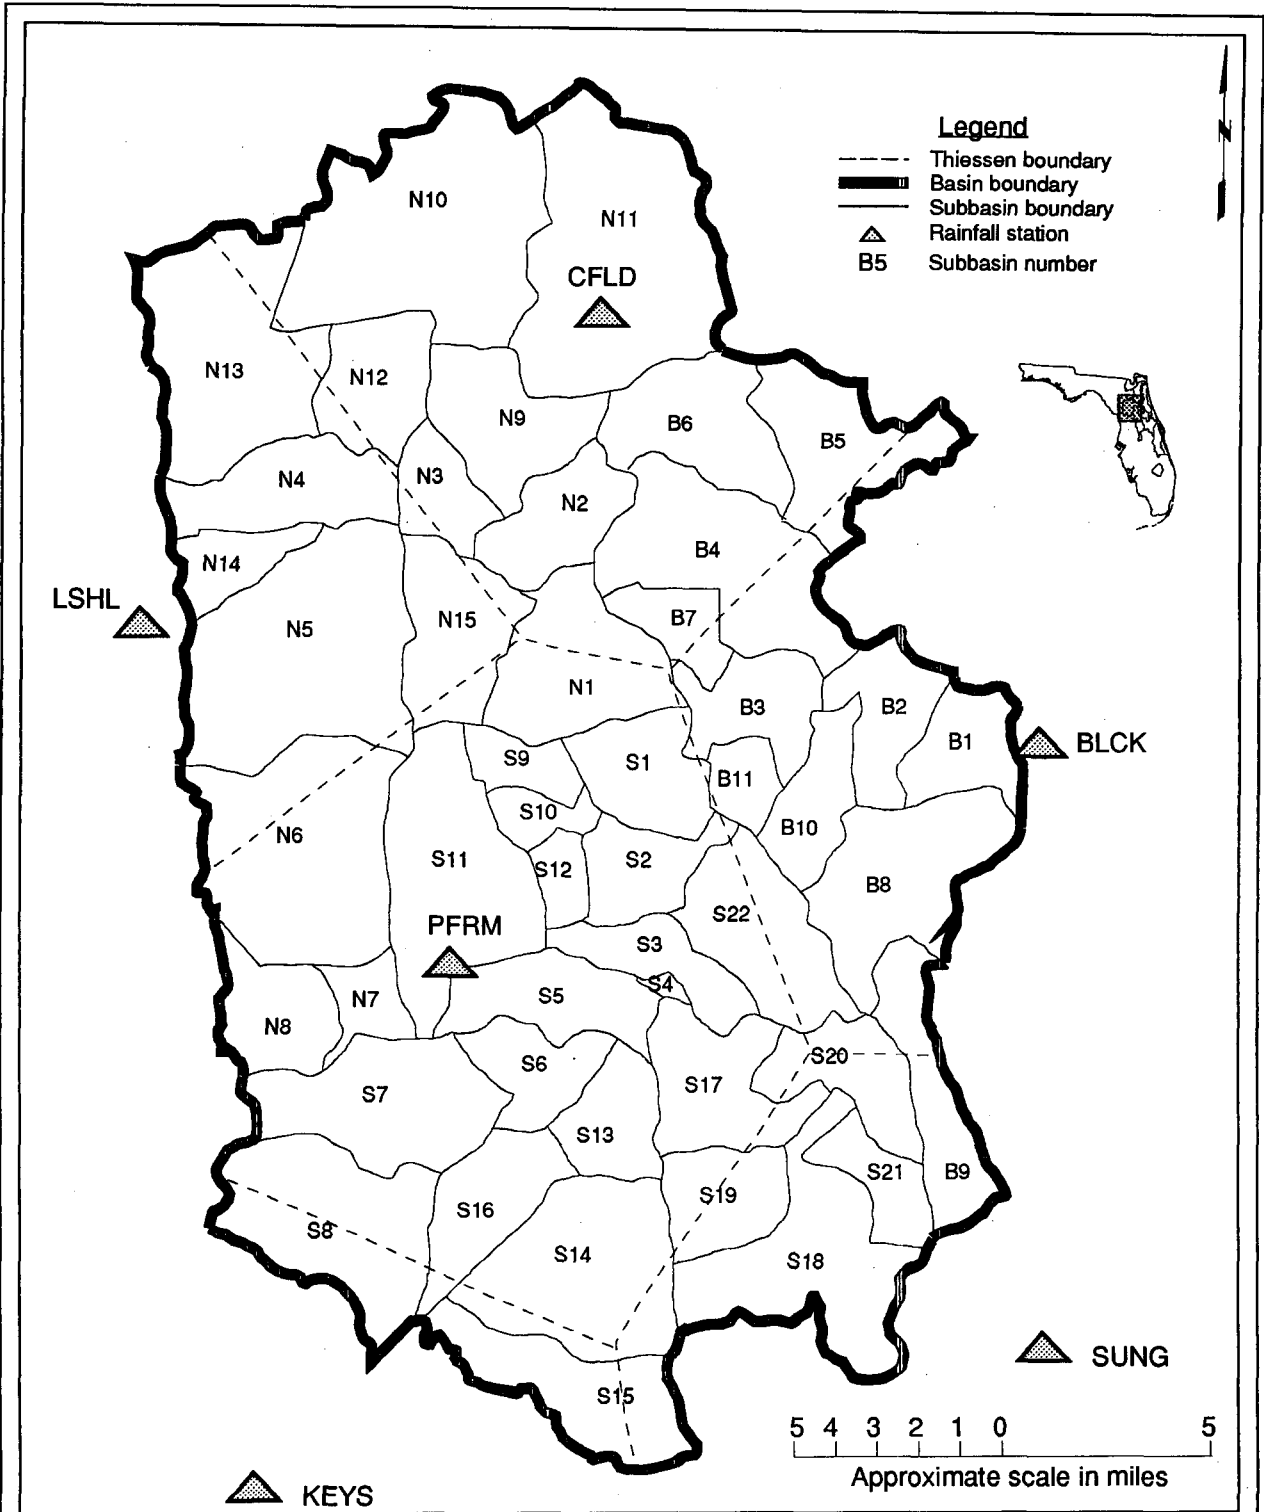 Legend
Thiessen boundary
Basin boundary
Subbasin boundary
Rainfall station
B5 Subbasin number
N
N10
N11
CFLD
N13
N12
N9
B6
B5
N4
N3
N2
B4
N14
LSHL
N5
N15
B7
N1
B3
B2
B1
BLCK
S9
S1
B11
S10
B10
N6
S11
S12
S2
B8
S22
PFRM
S3
S4
N7
S5
N8
S20
S6
S17
S7
S13
S21
B9
S19
S16
S8
S14
S18
SUNG
S15
5 4 3 2 1 0 5
Approximate scale in miles
KEYS